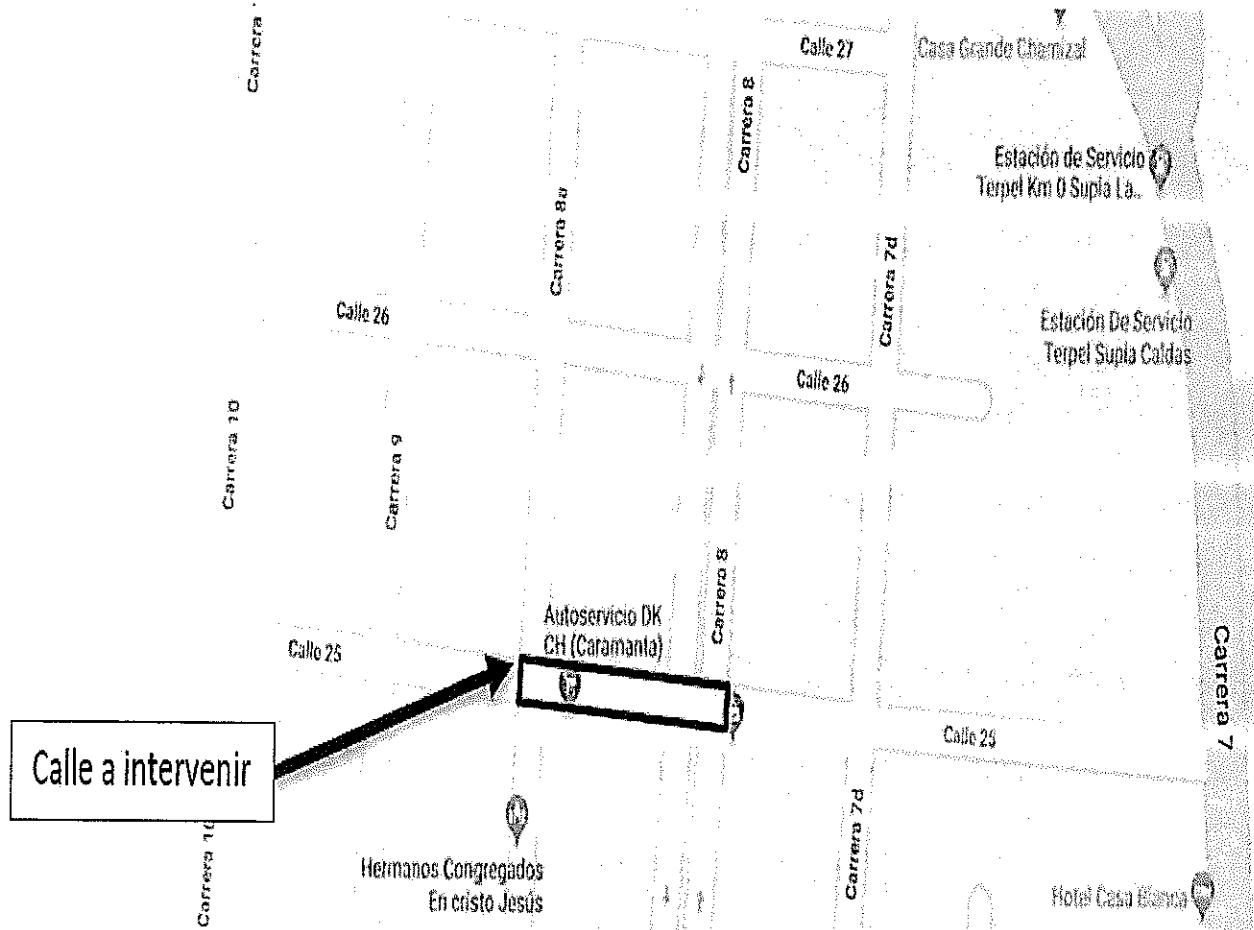 Carrera
Calle 27
Casa Grande Chamizal
Carrera 8
Estación de Servicio
Terpel Km 0 Supia La..
Carrera 8a
Carrera 7d
Calle 26
Estación De Servicio
Terpel Supia Caldas
Calle 26
Carrera 10
Carrera 9
Carrera 8
Autoservicio DK
CH (Caramanta)
Calle 25
Carrera 7
Calle 25
Calle a intervenir
Carrera 7d
Carrera 10
Hermanos Congregados
En cristo Jesús
Hotel Casa Blanca